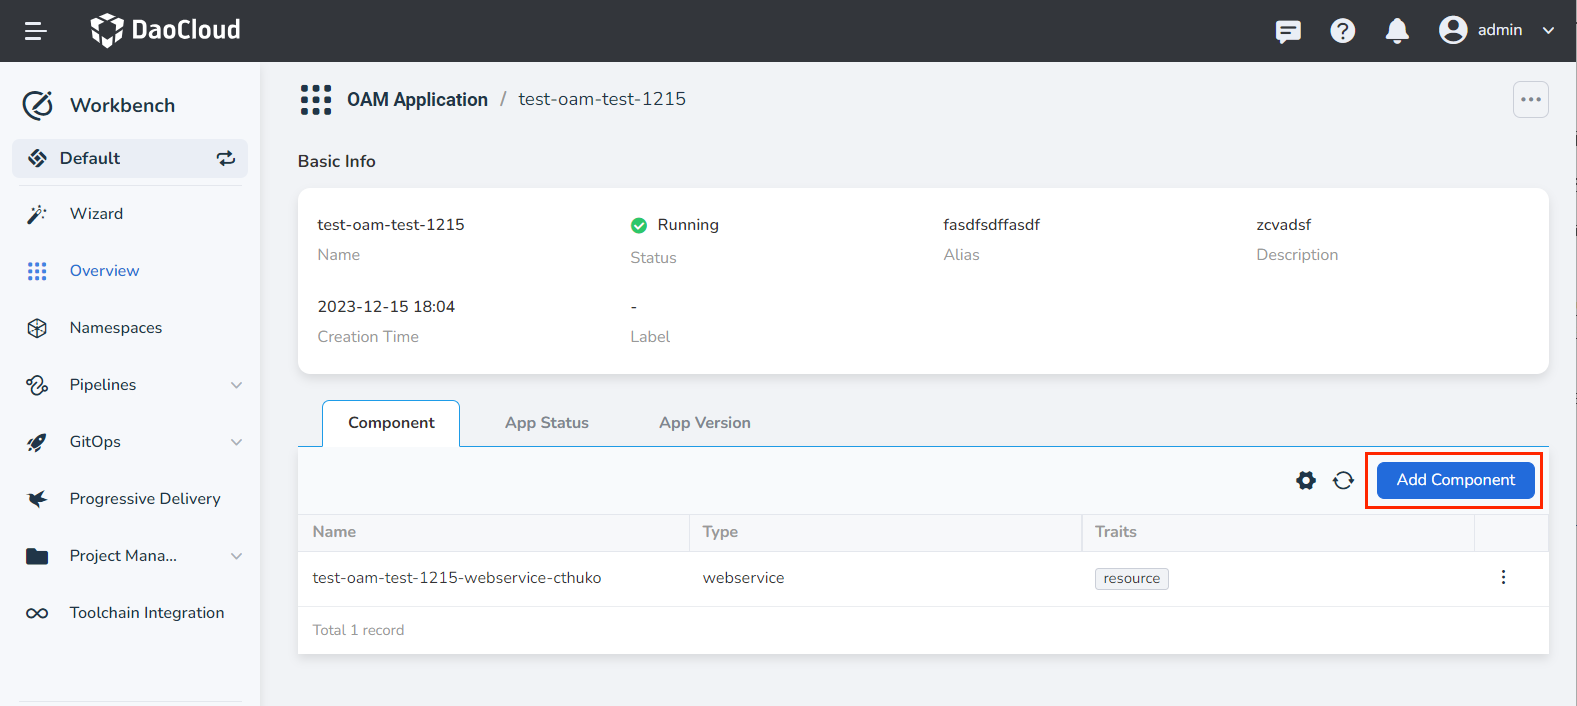 DaoCloud
admin
Workbench
Default
Wizard
Overview
Namespaces
Pipelines
GitOps
Progressive Delivery
Project Mana...
Toolchain Integration
OAM Application / test-oam-test-1215
Basic Info
test-oam-test-1215
Name
Running
Status
fasdfsdffasdf
Alias
zcvadsf
Description
2023-12-15 18:04
Creation Time
-
Label
Component App Status App Version
Add Component
Name Type Traits
test-oam-test-1215-webservice-cthuko webservice resource
Total 1 record